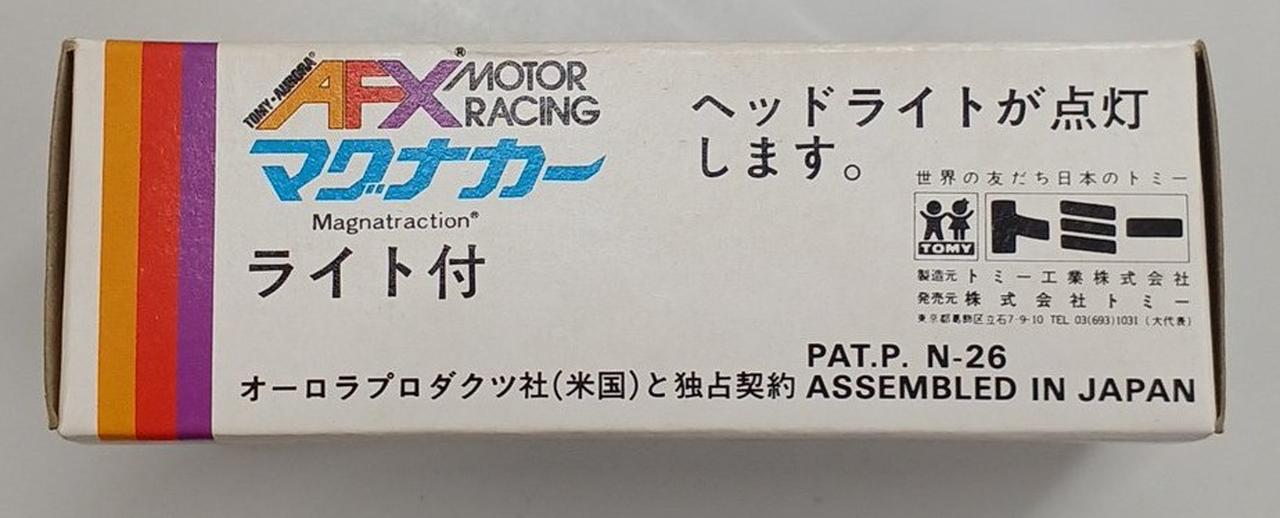 TOMY・AURORA®
AFX® MOTOR
RACING
マグナカー
Magnatraction®
ライト付
ヘッドライトが点灯
します。
世界の友だち日本のトミー
TOMY トミー
製造元 トミー工業株式会社
発売元 株式会社トミー
東京都葛飾区立石7-9-10 TEL 03(693)1031 (大代表)
オーロラプロダクツ社(米国)と独占契約
PAT.P. N-26
ASSEMBLED IN JAPAN